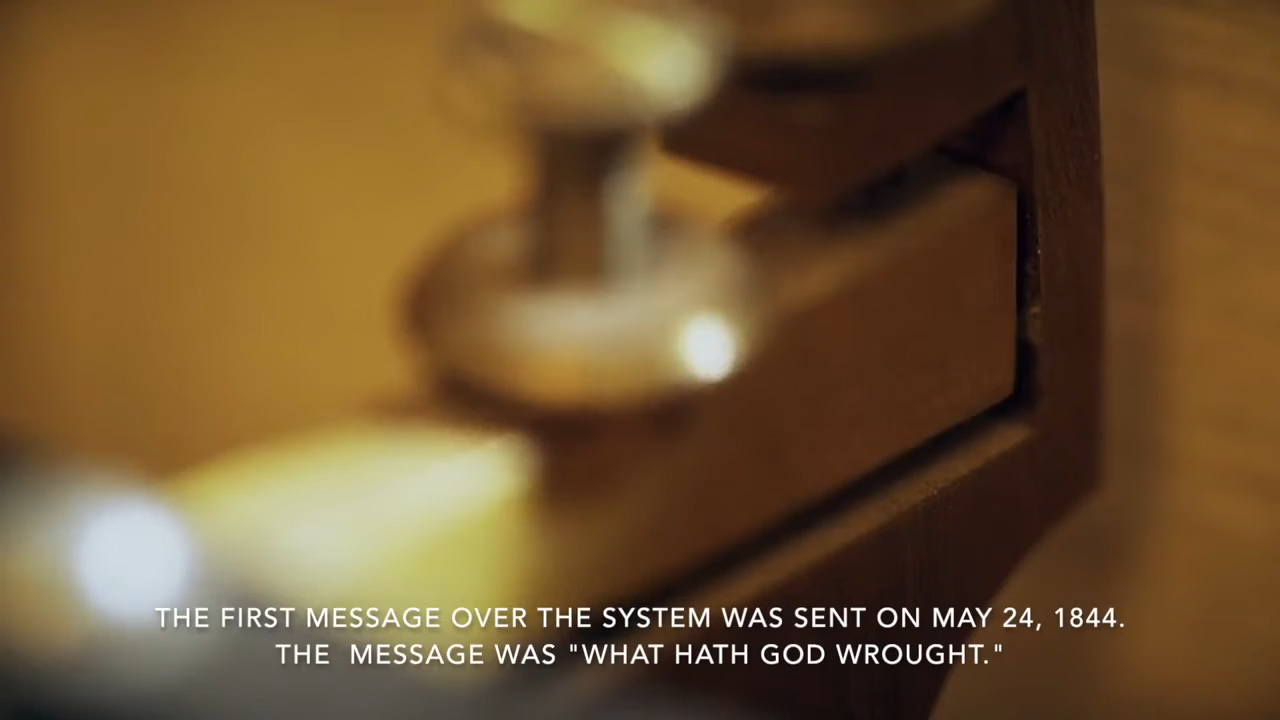 THE FIRST MESSAGE OVER THE SYSTEM WAS SENT ON MAY 24, 1844.
THE  MESSAGE WAS "WHAT HATH GOD WROUGHT."